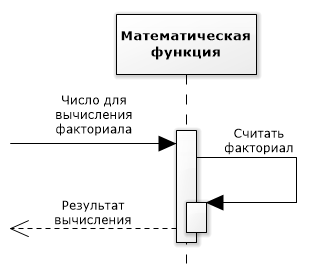 Математическая
функция
Число для
вычисления
факториала
Считать
факториал
Результат
вычисления